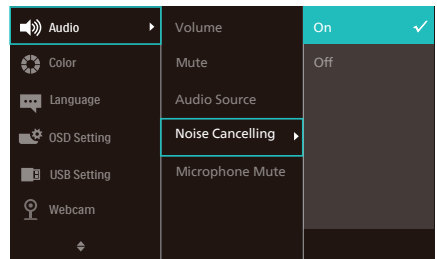 Audio
Color
Language
OSD Setting
USB Setting
Webcam
Volume
Mute
Audio Source
Noise Cancelling
Microphone Mute
On
Off